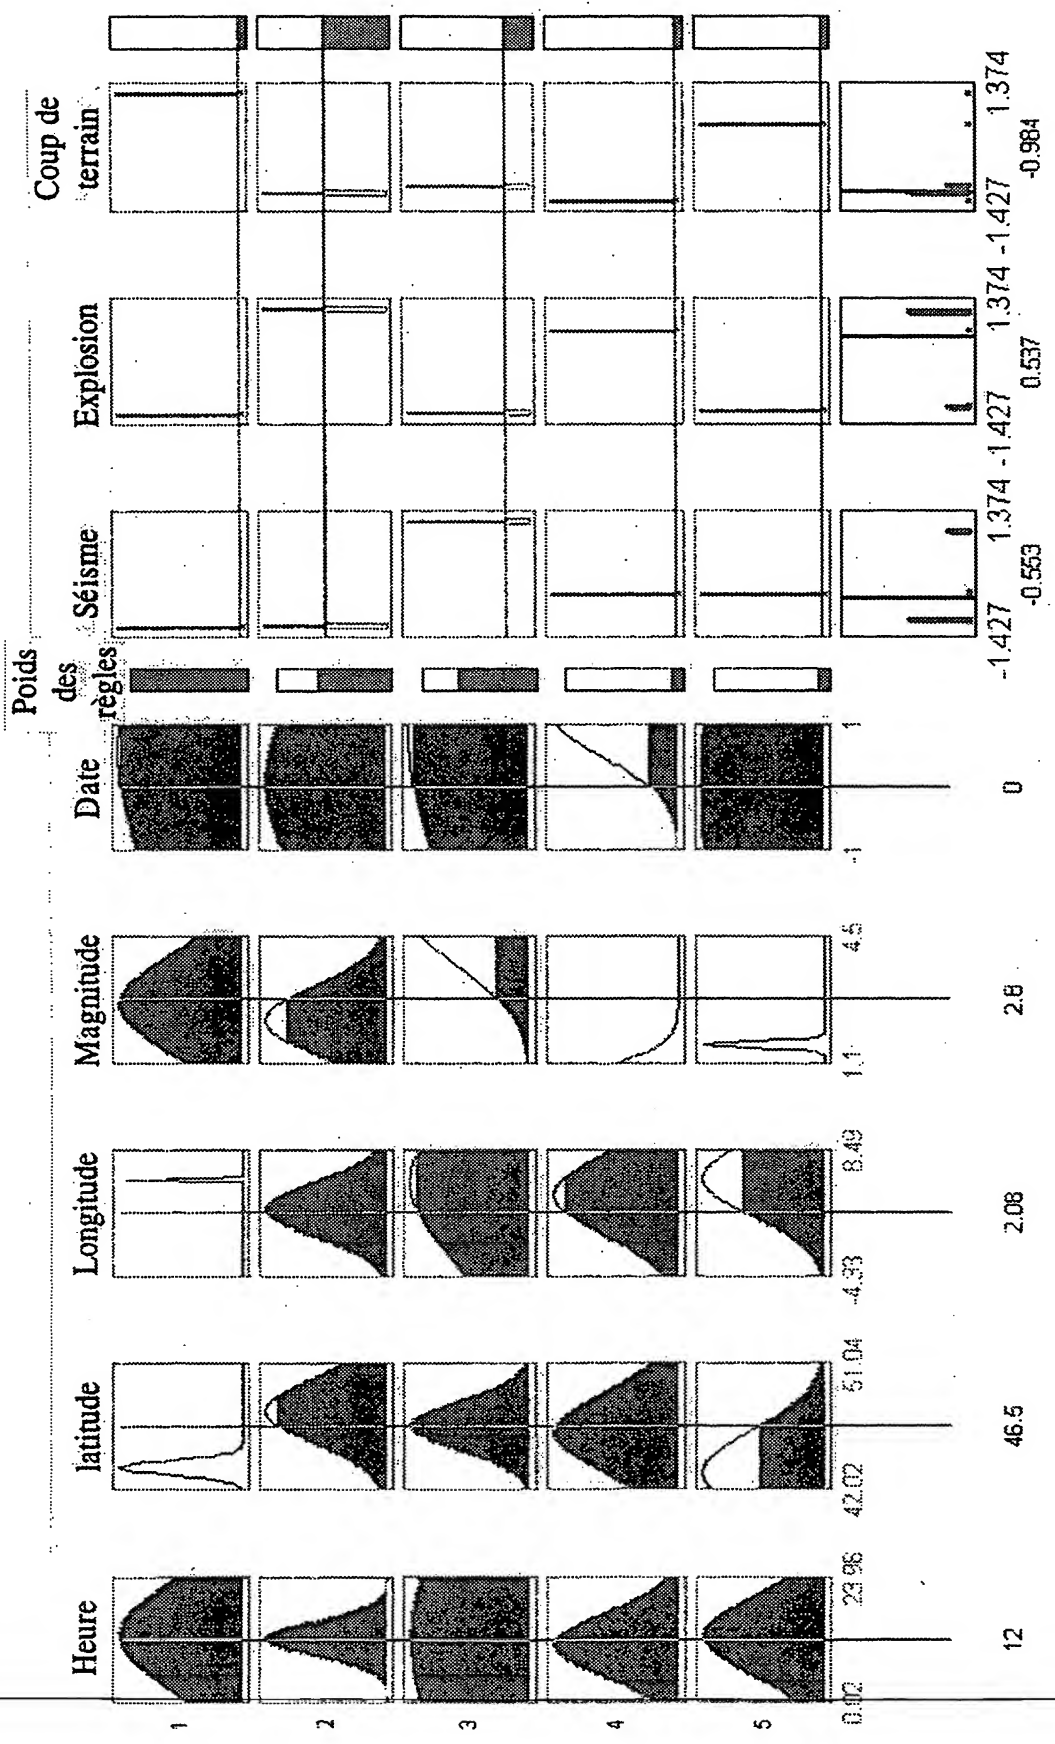 Heure
latitude
Longitude
Magnitude
Date
Poids
des
règles
Séisme
Explosion
Coup de
terrain
1
2
3
4
5
0.02 23.96
42.02 51.04
-4.33 8.49
1.1 4.5
-1 1
-1.427 1.374
-1.427 1.374
-1.427 1.374
12
46.5
2.08
2.8
0
-0.553
0.537
-0.984